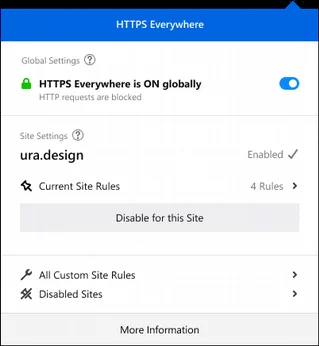 HTTPS Everywhere
Global Settings ?
HTTPS Everywhere is ON globally
HTTP requests are blocked
Site Settings ?
ura.design Enabled
Current Site Rules 4 Rules
Disable for this Site
All Custom Site Rules
Disabled Sites
More Information